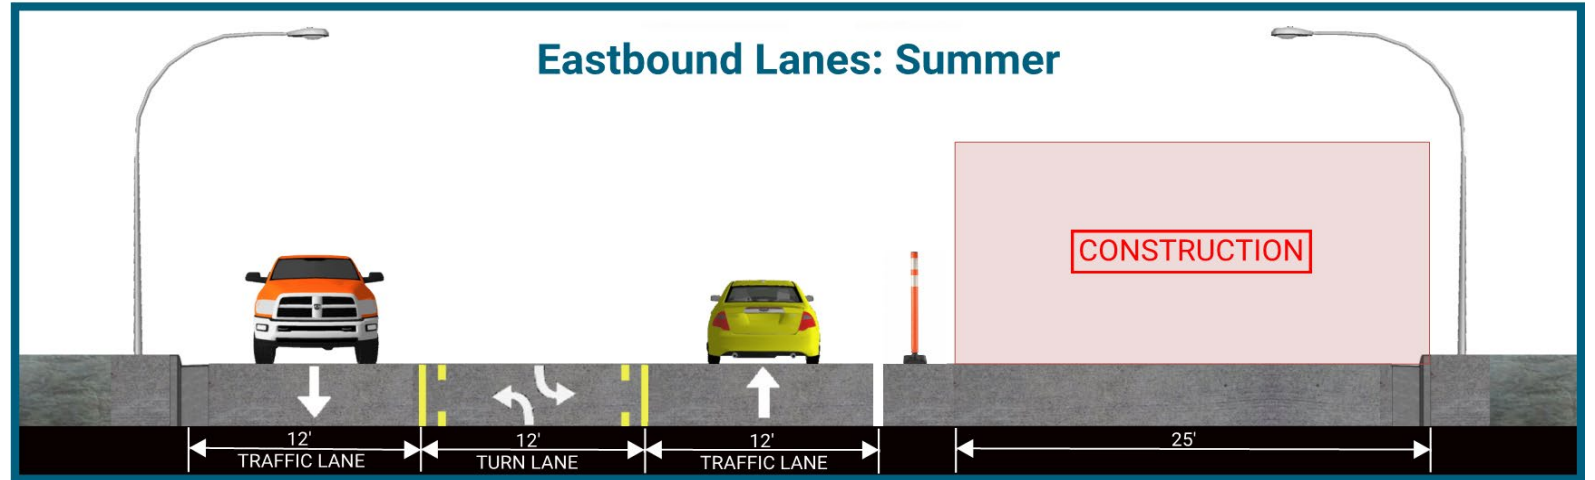 Eastbound Lanes: Summer
CONSTRUCTION
12'
TRAFFIC LANE
12'
TURN LANE
12'
TRAFFIC LANE
25'